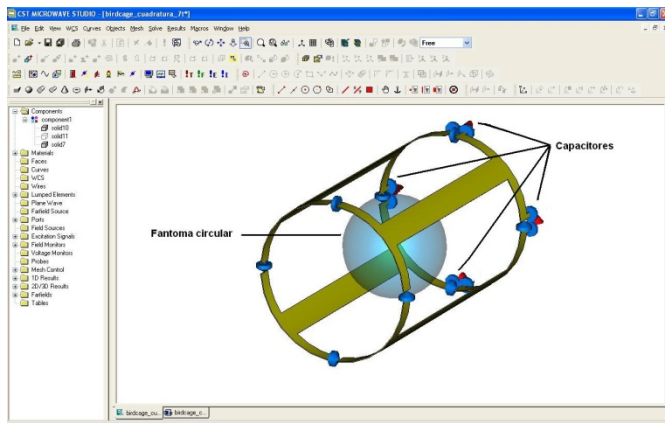 CST MICROWAVE STUDIO - [birdcage_cuadratura_7t*]
File Edit View WCS Curves Objects Mesh Solve Results Macros Window Help
Free
Components
component1
solid10
solid11
solid7
Materials
Faces
Curves
WCS
Wires
Lumped Elements
Plane Wave
Farfield Source
Ports
Field Sources
Excitation Signals
Field Monitors
Voltage Monitors
Probes
Mesh Control
1D Results
2D/3D Results
Farfields
Tables
Capacitores
Fantoma circular
birdcage_cu... birdcage_c...